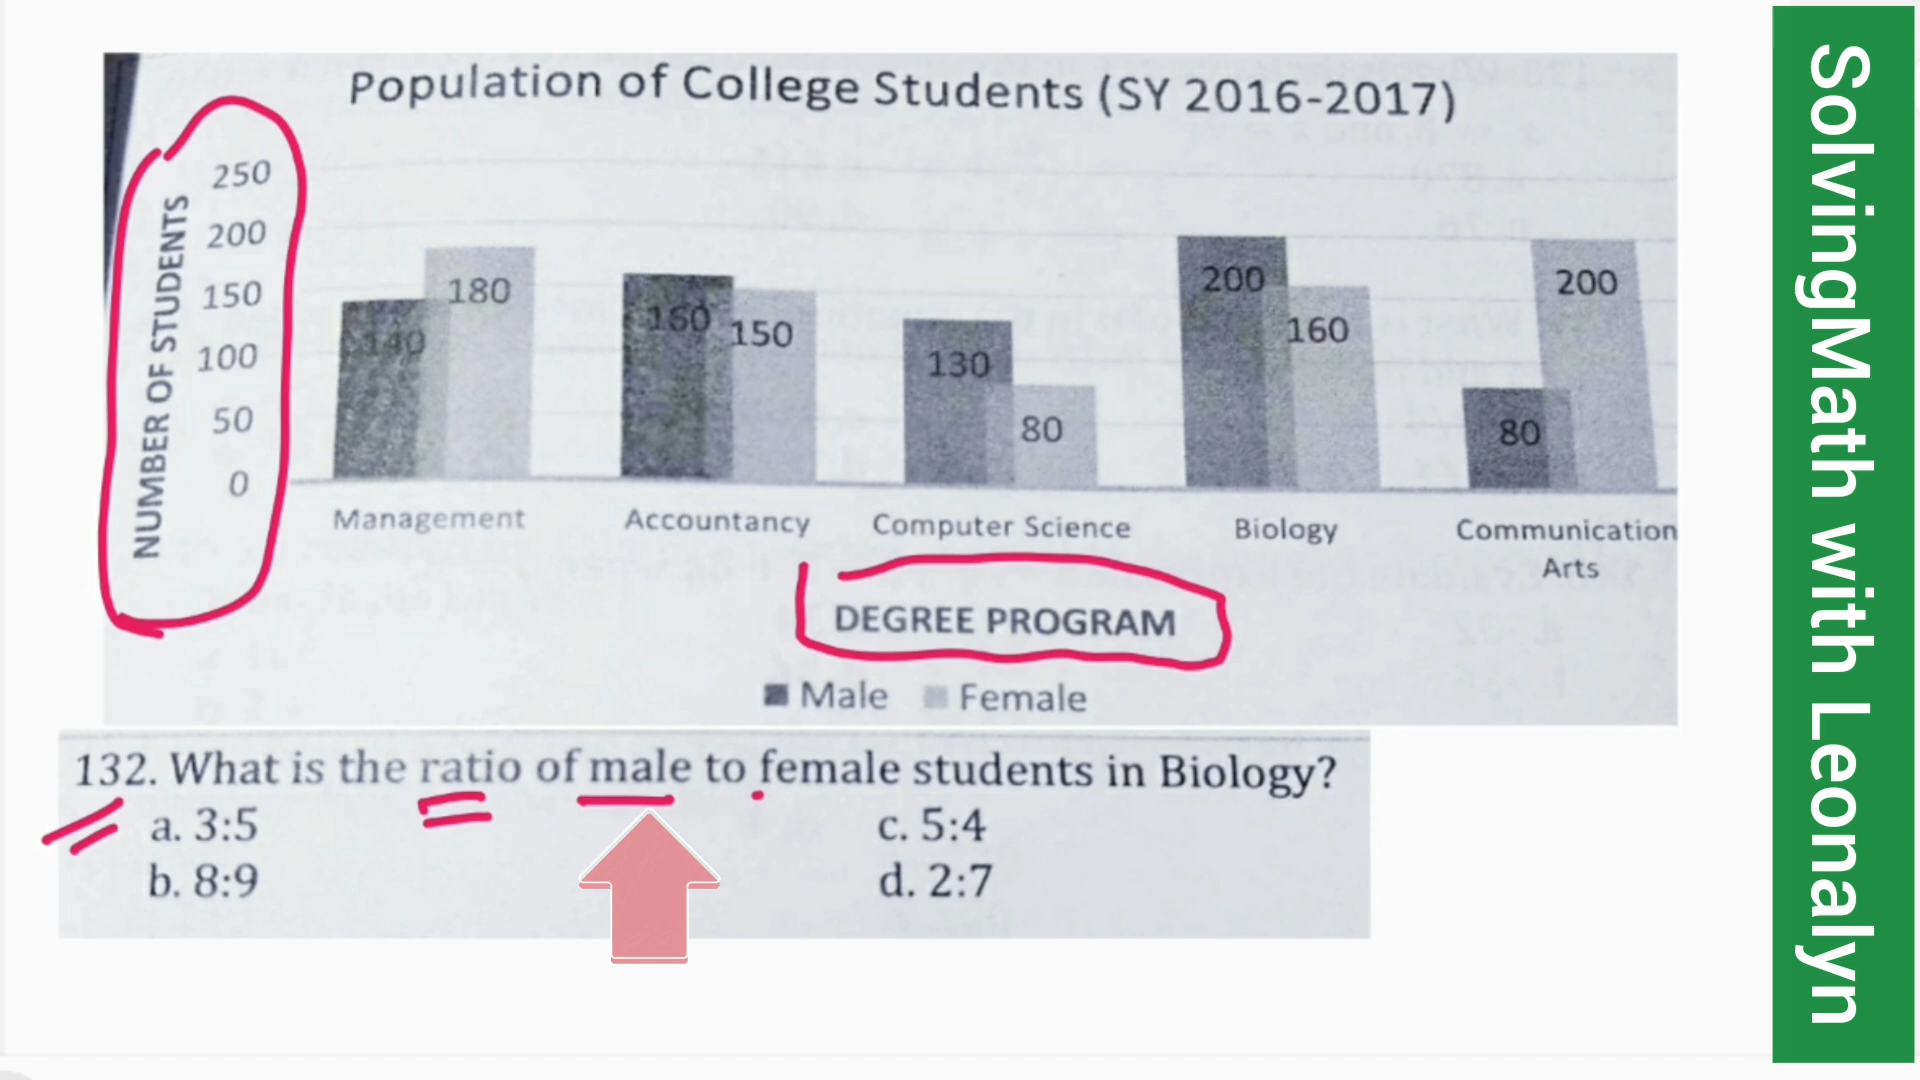 Population of College Students (SY 2016-2017)
NUMBER OF STUDENTS
250
200
150
100
50
0
140
180
160
150
130
80
200
160
80
200
Management
Accountancy
Computer Science
Biology
Communication
Arts
DEGREE PROGRAM
Male
Female
132. What is the ratio of male to female students in Biology?
a. 3:5
c. 5:4
b. 8:9
d. 2:7
SolvingMath with Leonalyn